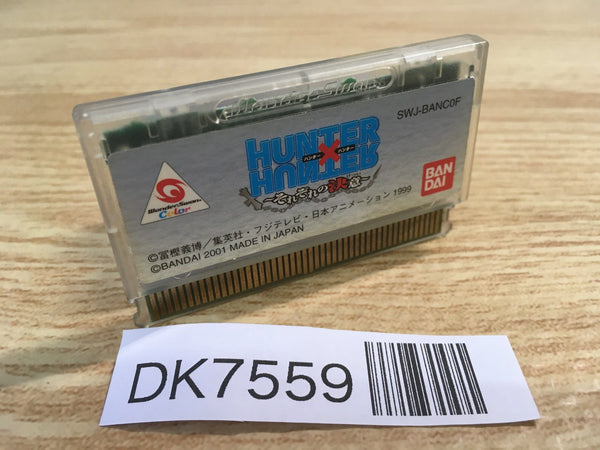 WonderSwan
SWJ-BANC0F
HUNTER
ハンター×ハンター
HUNTER
~それぞれの決意~
WonderSwan
Color
BAN
DAI
©冨樫義博／集英社・フジテレビ・日本アニメーション 1999
©BANDAI 2001 MADE IN JAPAN
DK7559